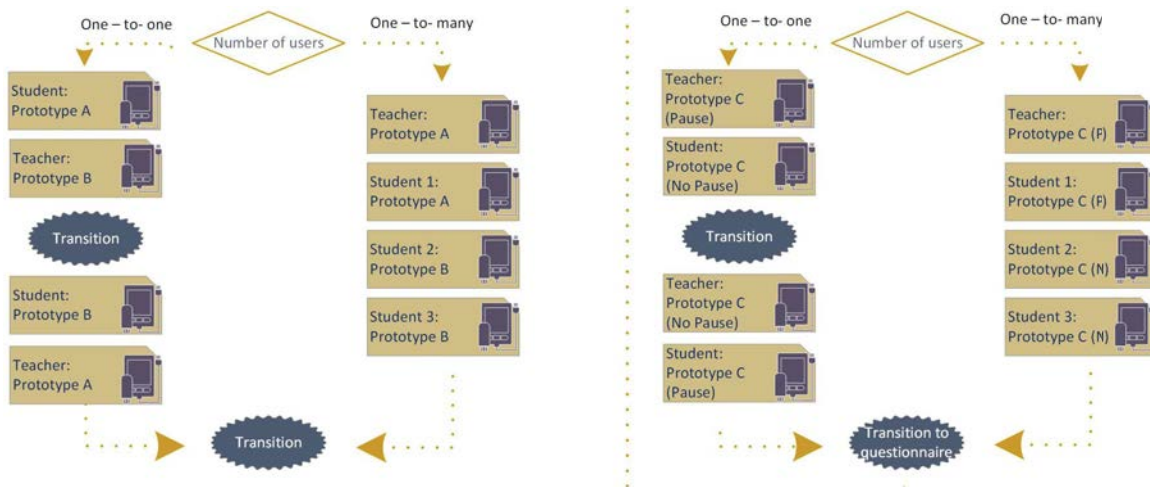 One – to- one
Number of users
One – to- many
Student:
Prototype A
Teacher:
Prototype B
Transition
Student:
Prototype B
Teacher:
Prototype A
Teacher:
Prototype A
Student 1:
Prototype A
Student 2:
Prototype B
Student 3:
Prototype B
Transition
One – to- one
Number of users
One – to- many
Teacher:
Prototype C
(Pause)
Student:
Prototype C
(No Pause)
Transition
Teacher:
Prototype C
(No Pause)
Student:
Prototype C
(Pause)
Teacher:
Prototype C (F)
Student 1:
Prototype C (F)
Student 2:
Prototype C (N)
Student 3:
Prototype C (N)
Transition to
questionnaire